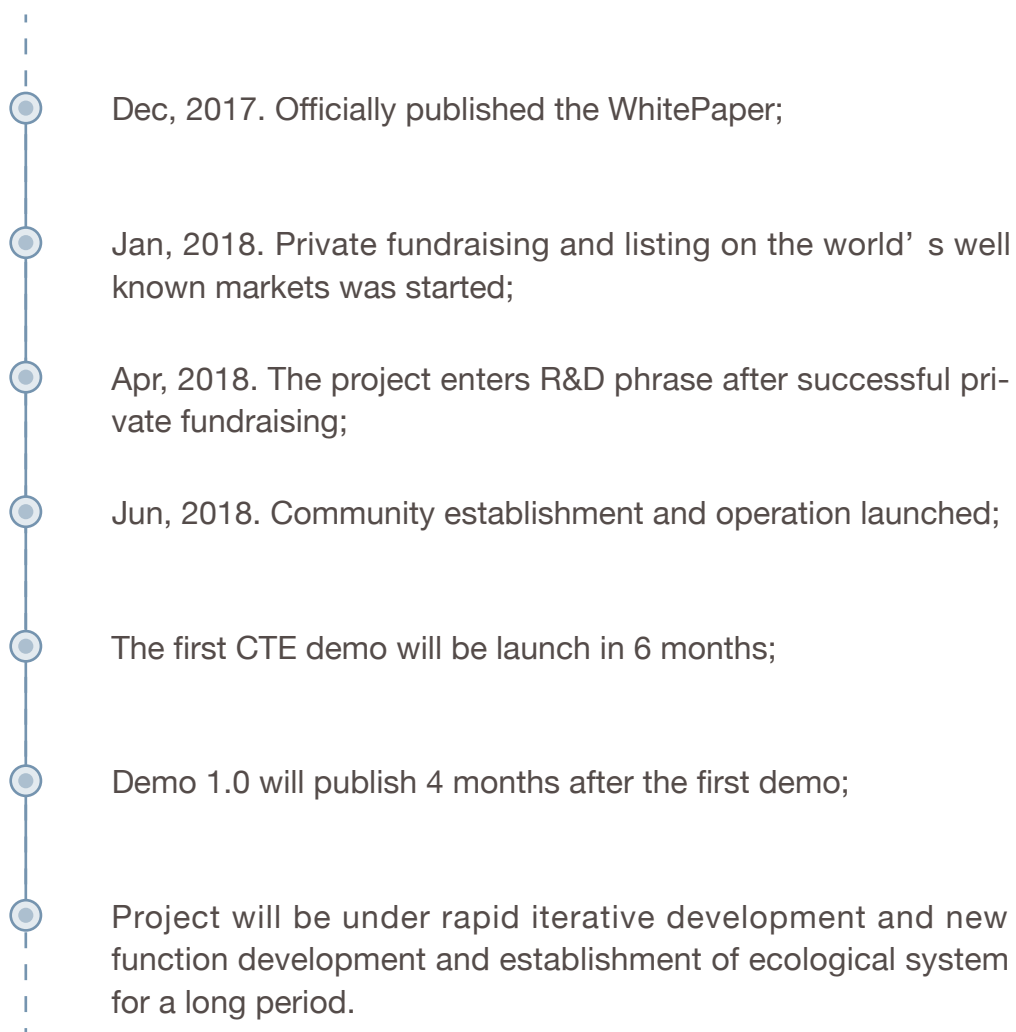 Dec, 2017. Officially published the WhitePaper;
Jan, 2018. Private fundraising and listing on the world’ s well
known markets was started;
Apr, 2018. The project enters R&D phrase after successful pri-
vate fundraising;
Jun, 2018. Community establishment and operation launched;
The first CTE demo will be launch in 6 months;
Demo 1.0 will publish 4 months after the first demo;
Project will be under rapid iterative development and new
function development and establishment of ecological system
for a long period.